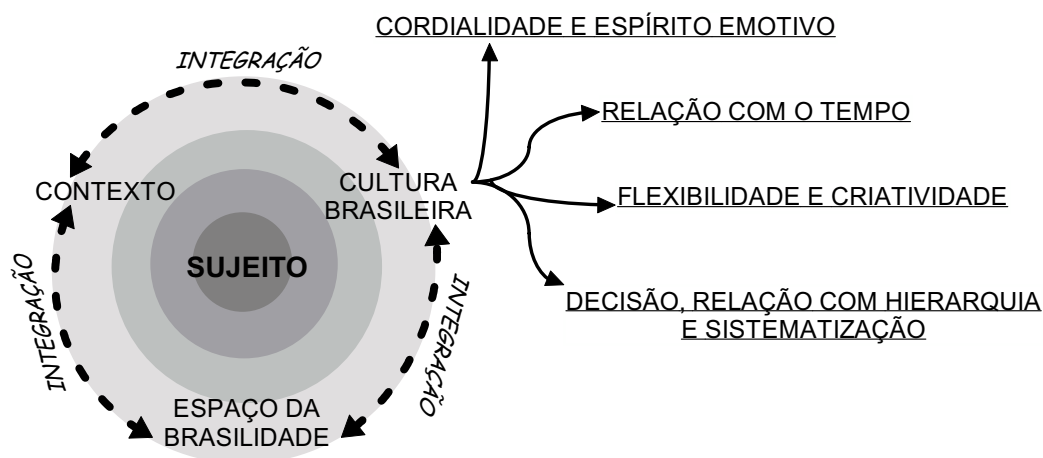 CORDIALIDADE E ESPÍRITO EMOTIVO
INTEGRAÇÃO
RELAÇÃO COM O TEMPO
CONTEXTO
CULTURA
BRASILEIRA
FLEXIBILIDADE E CRIATIVIDADE
SUJEITO
INTEGRAÇÃO
INTEGRAÇÃO
DECISÃO, RELAÇÃO COM HIERARQUIA
E SISTEMATIZAÇÃO
ESPAÇO DA
BRASILIDADE